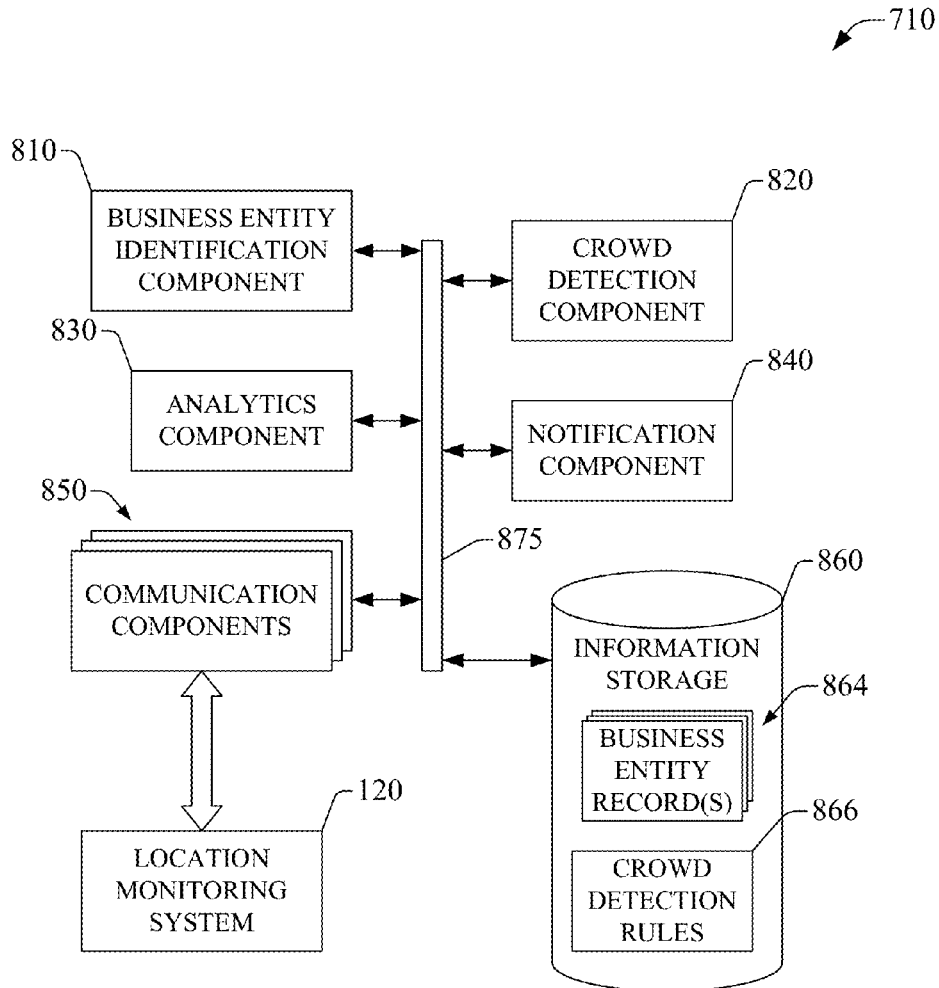 710
810
BUSINESS ENTITY
IDENTIFICATION
COMPONENT
820
CROWD
DETECTION
COMPONENT
830
ANALYTICS
COMPONENT
840
NOTIFICATION
COMPONENT
850
COMMUNICATION
COMPONENTS
875
860
INFORMATION
STORAGE
864
BUSINESS
ENTITY
RECORD(S)
866
CROWD
DETECTION
RULES
120
LOCATION
MONITORING
SYSTEM